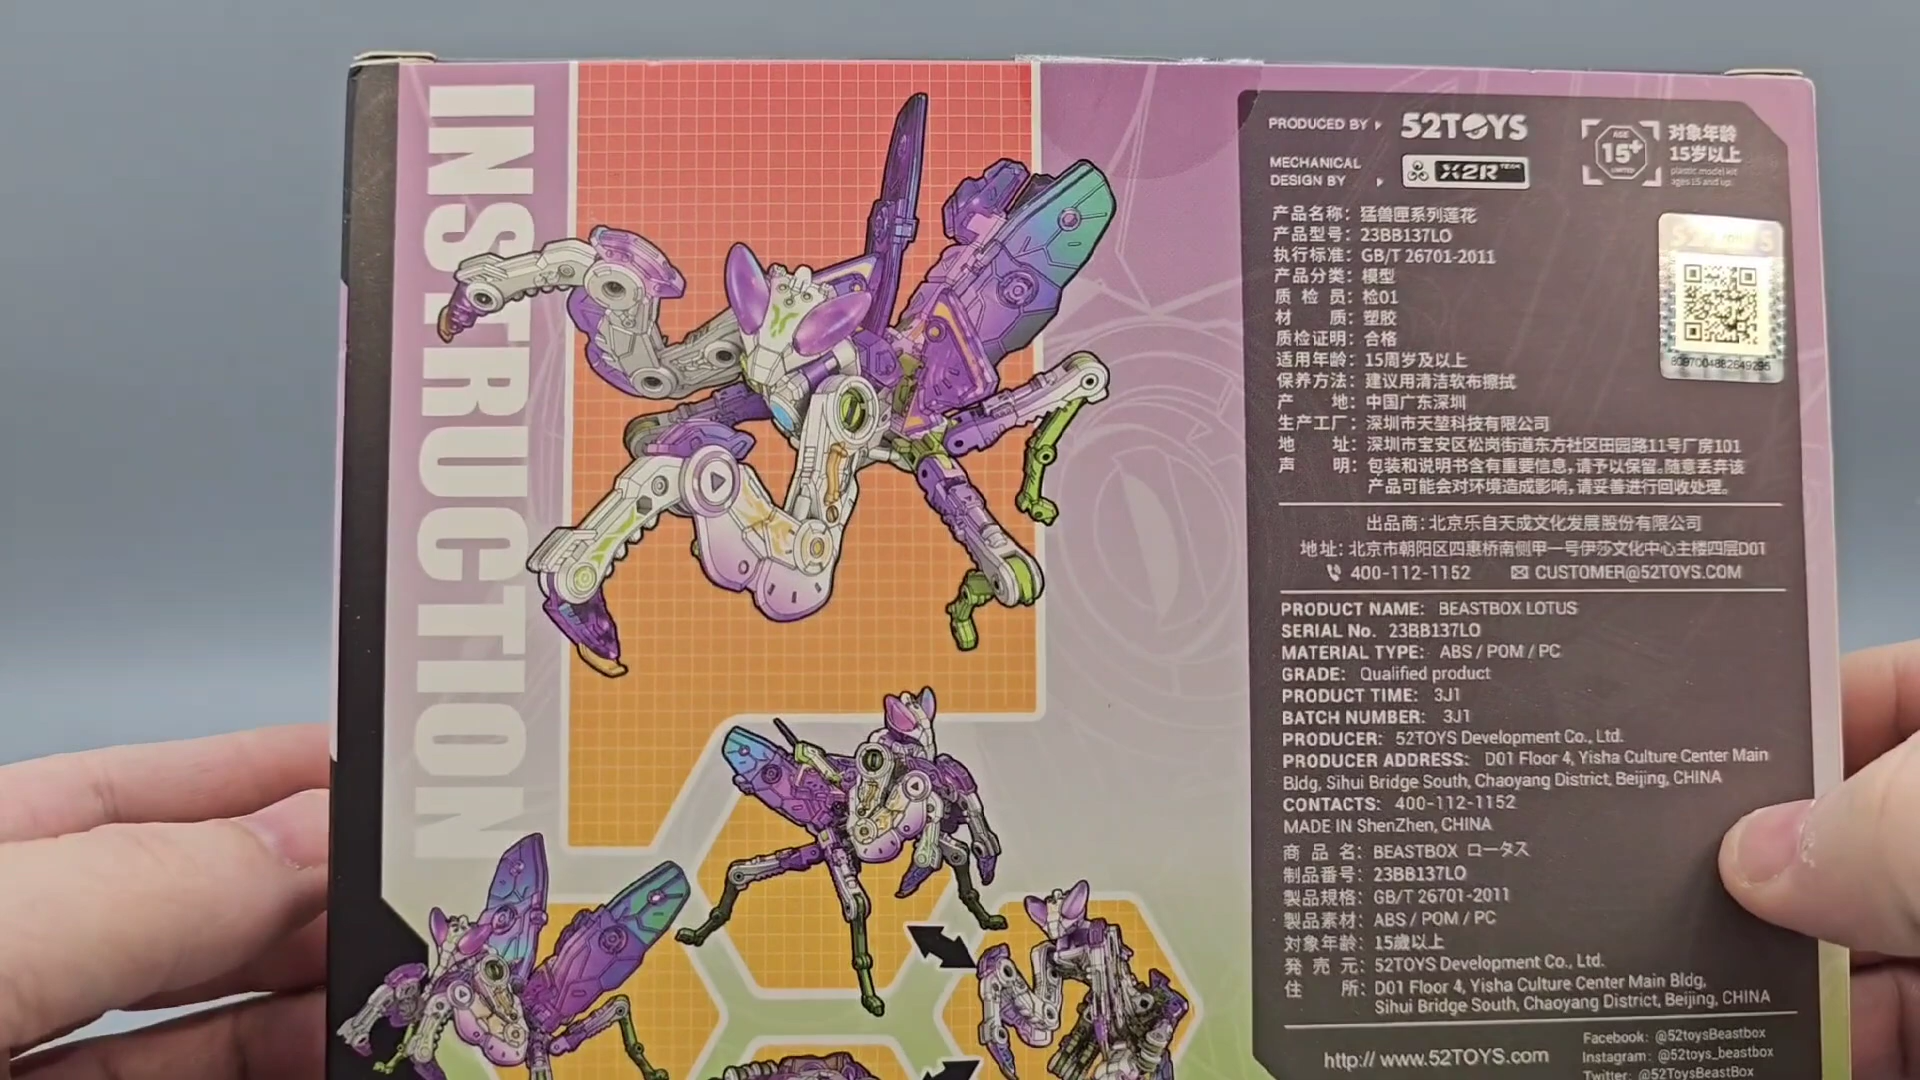 INSTRUCTION
PRODUCED BY 52TOYS
MECHANICAL
DESIGN BY X2R TEAM
AGE
15+
LIMITED
对象年龄
15岁以上
plastic model kit
ages 15 and up.
产品名称：猛兽匣系列莲花
产品型号：23BB137LO
执行标准：GB/T 26701-2011
产品分类：模型
质 检 员：检01
材 质：塑胶
质检证明：合格
适用年龄：15周岁及以上
保养方法：建议用清洁软布擦拭
产 地：中国广东深圳
生产工厂：深圳市天堃科技有限公司
地 址：深圳市宝安区松岗街道东方社区田园路11号厂房101
声 明：包装和说明书含有重要信息，请予以保留。随意丢弃该
产品可能会对环境造成影响，请妥善进行回收处理。
8097004882649295
出品商：北京乐自天成文化发展股份有限公司
地址：北京市朝阳区四惠桥南侧甲一号伊莎文化中心主楼四层D01
400-112-1152 CUSTOMER@52TOYS.COM
PRODUCT NAME: BEASTBOX LOTUS
SERIAL No. 23BB137LO
MATERIAL TYPE: ABS / POM / PC
GRADE: Qualified product
PRODUCT TIME: 3J1
BATCH NUMBER: 3J1
PRODUCER: 52TOYS Development Co., Ltd.
PRODUCER ADDRESS: D01 Floor 4, Yisha Culture Center Main
Bldg, Sihui Bridge South, Chaoyang District, Beijing, CHINA
CONTACTS: 400-112-1152
MADE IN ShenZhen, CHINA
商 品 名：BEASTBOX ロータス
制品番号：23BB137LO
製品規格：GB/T 26701-2011
製品素材：ABS / POM / PC
対象年齢：15歳以上
発 売 元：52TOYS Development Co., Ltd.
住 所：D01 Floor 4, Yisha Culture Center Main Bldg,
Sihui Bridge South, Chaoyang District, Beijing, CHINA
http:// www.52TOYS.com
Facebook: @52toysBeastbox
Instagram: @52toys_beastbox
Twitter: @52ToysBeastBox